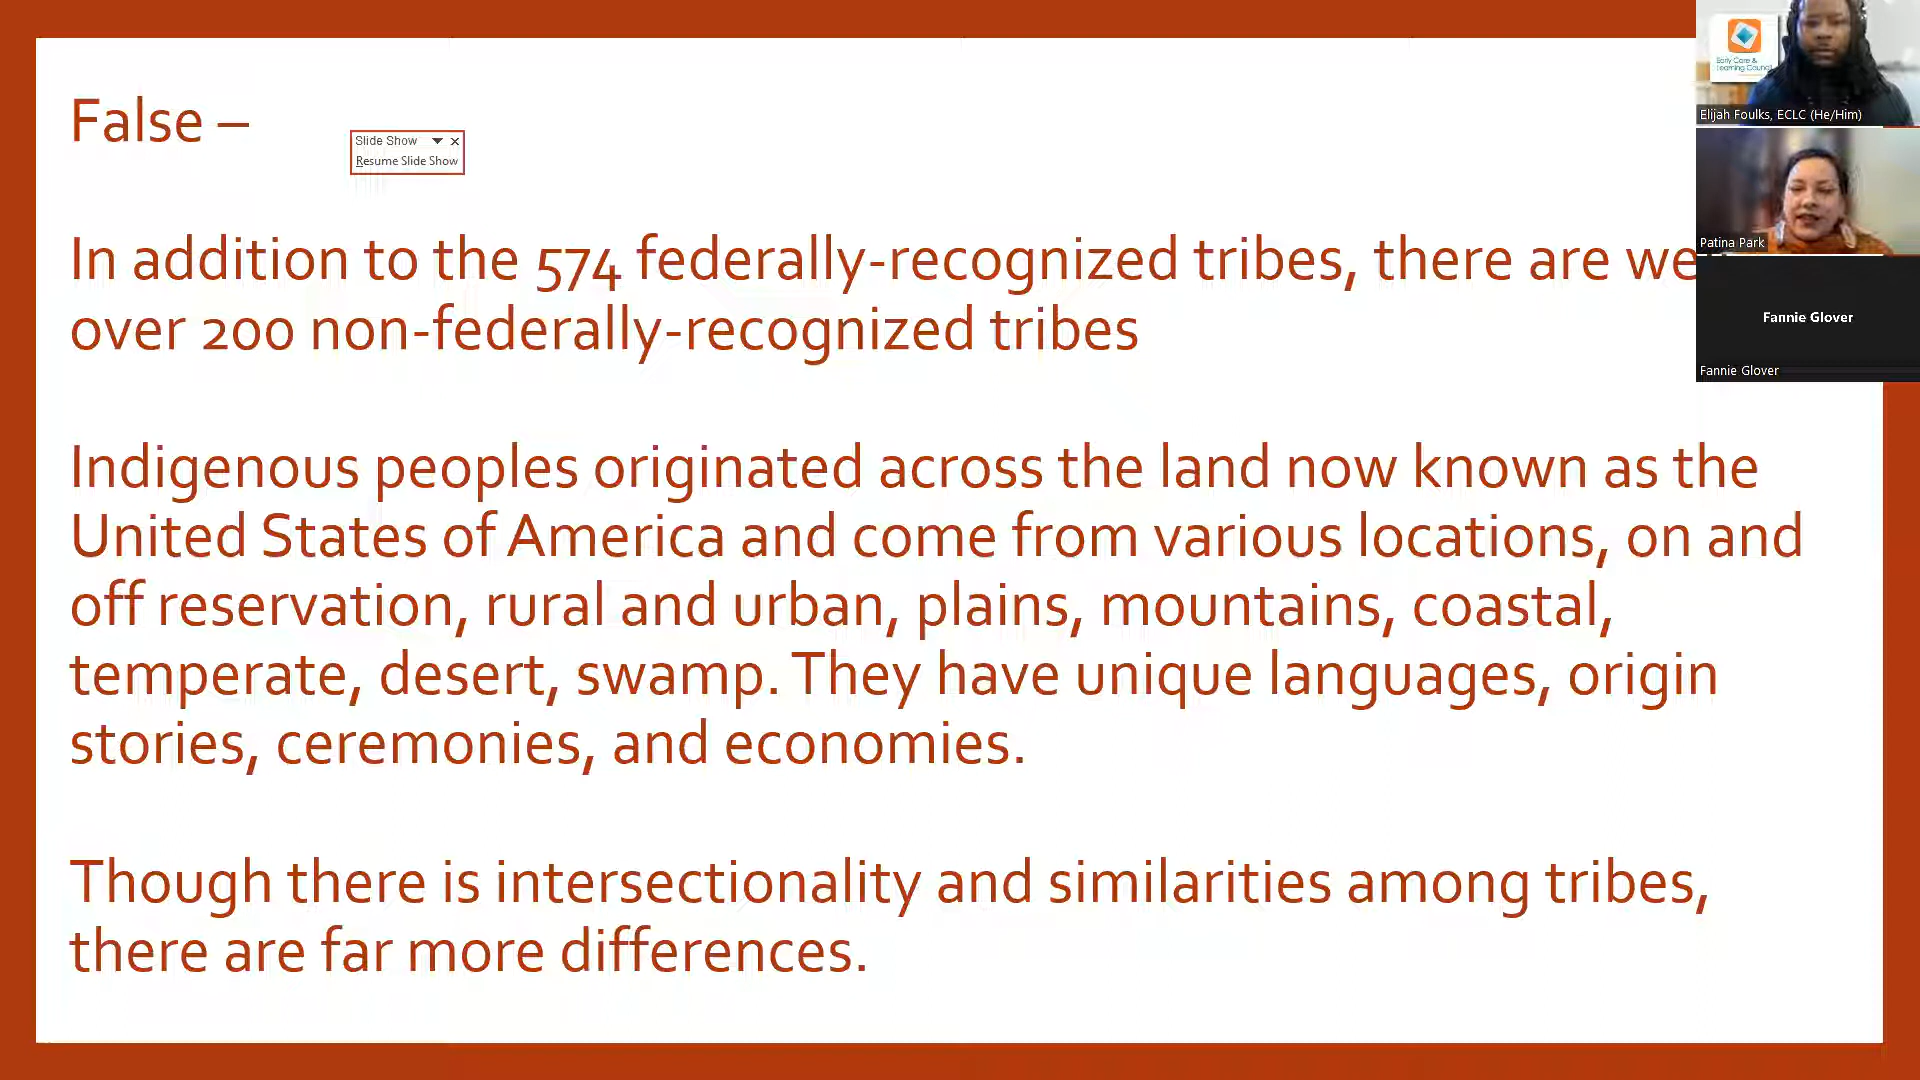 False –
Slide Show
Resume Slide Show
In addition to the 574 federally-recognized tribes, there are we
over 200 non-federally-recognized tribes
Indigenous peoples originated across the land now known as the
United States of America and come from various locations, on and
off reservation, rural and urban, plains, mountains, coastal,
temperate, desert, swamp. They have unique languages, origin
stories, ceremonies, and economies.
Though there is intersectionality and similarities among tribes,
there are far more differences.
Early Care &
Learning Council
Elijah Foulks, ECLC (He/Him)
Patina Park
Fannie Glover
Fannie Glover